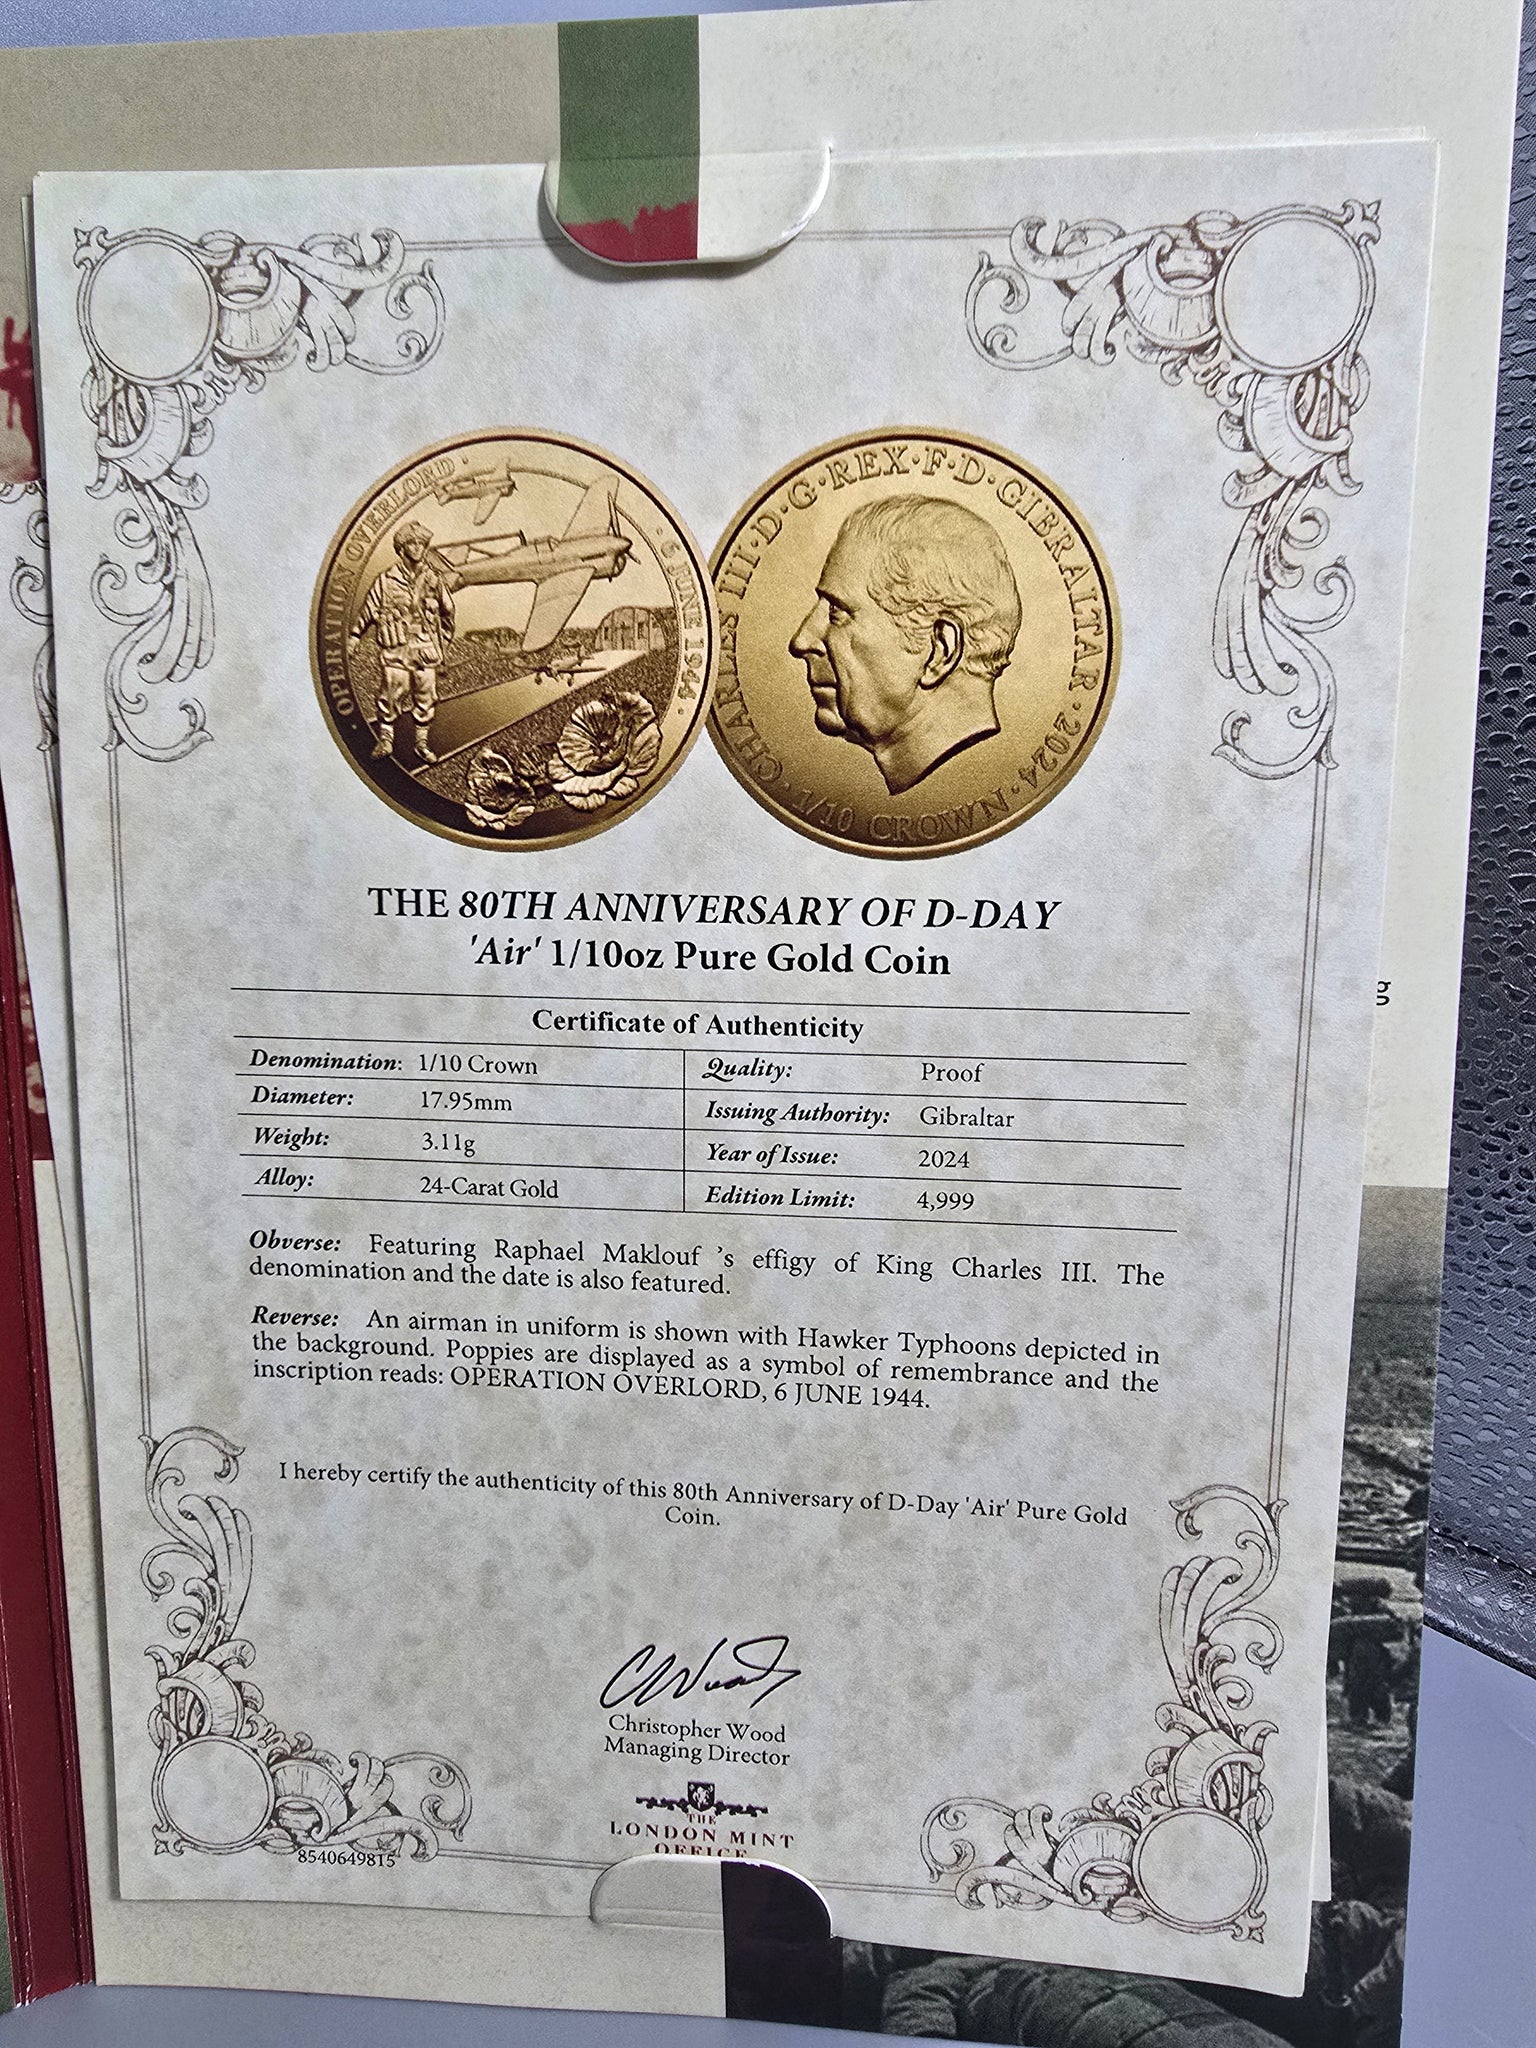 · OPERATION OVERLORD · · 6 JUNE 1944 ·
CHARLES III · D · G · REX · F · D · GIBRALTAR · 2024 ·
· 1/10 CROWN ·
THE 80TH ANNIVERSARY OF D-DAY
'Air' 1/10oz Pure Gold Coin
Certificate of Authenticity
Denomination: 1/10 Crown
Diameter: 17.95mm
Weight: 3.11g
Alloy: 24-Carat Gold
Quality: Proof
Issuing Authority: Gibraltar
Year of Issue: 2024
Edition Limit: 4,999
Obverse: Featuring Raphael Maklouf 's effigy of King Charles III. The
denomination and the date is also featured.
Reverse: An airman in uniform is shown with Hawker Typhoons depicted in
the background. Poppies are displayed as a symbol of remembrance and the
inscription reads: OPERATION OVERLORD, 6 JUNE 1944.
I hereby certify the authenticity of this 80th Anniversary of D-Day 'Air' Pure Gold
Coin.
CWood
Christopher Wood
Managing Director
THE
LONDON MINT
OFFICE
8540649815
g